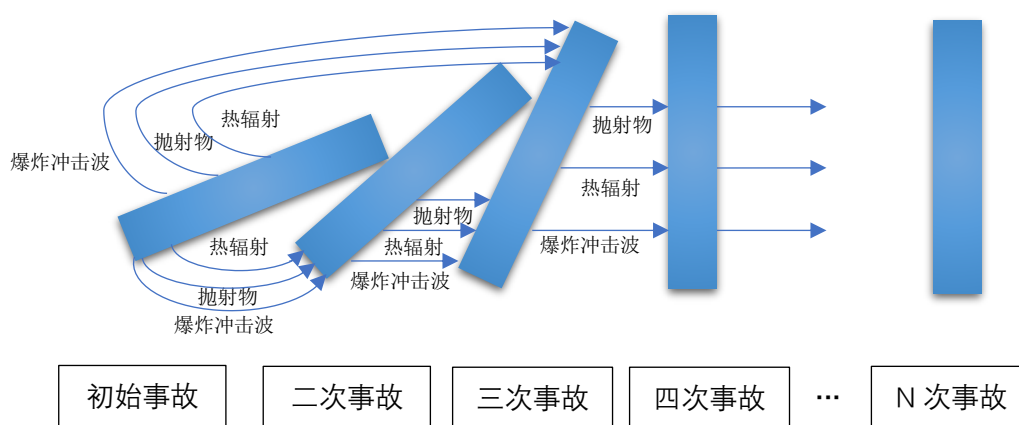 热辐射
抛射物
爆炸冲击波
抛射物
热辐射
爆炸冲击波
抛射物
热辐射
爆炸冲击波
热辐射
抛射物
爆炸冲击波
初始事故
二次事故
三次事故
四次事故
...
N 次事故